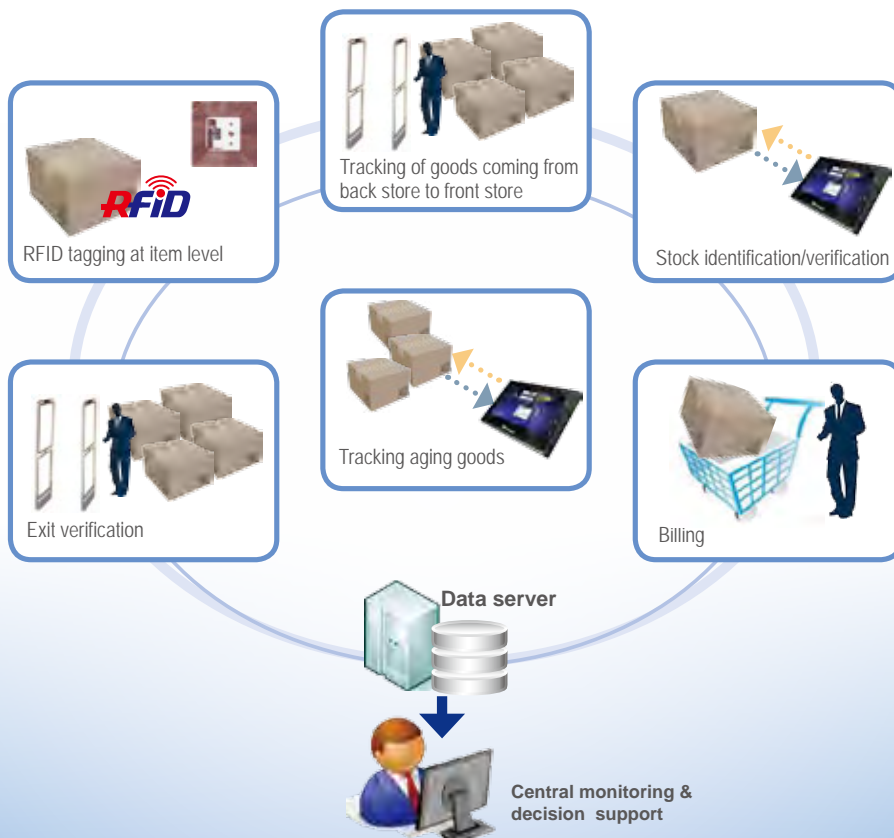 Tracking of goods coming from
back store to front store
RFiD
RFID tagging at item level
Stock identification/verification
Tracking aging goods
Exit verification
Billing
Data server
Central monitoring &
decision support